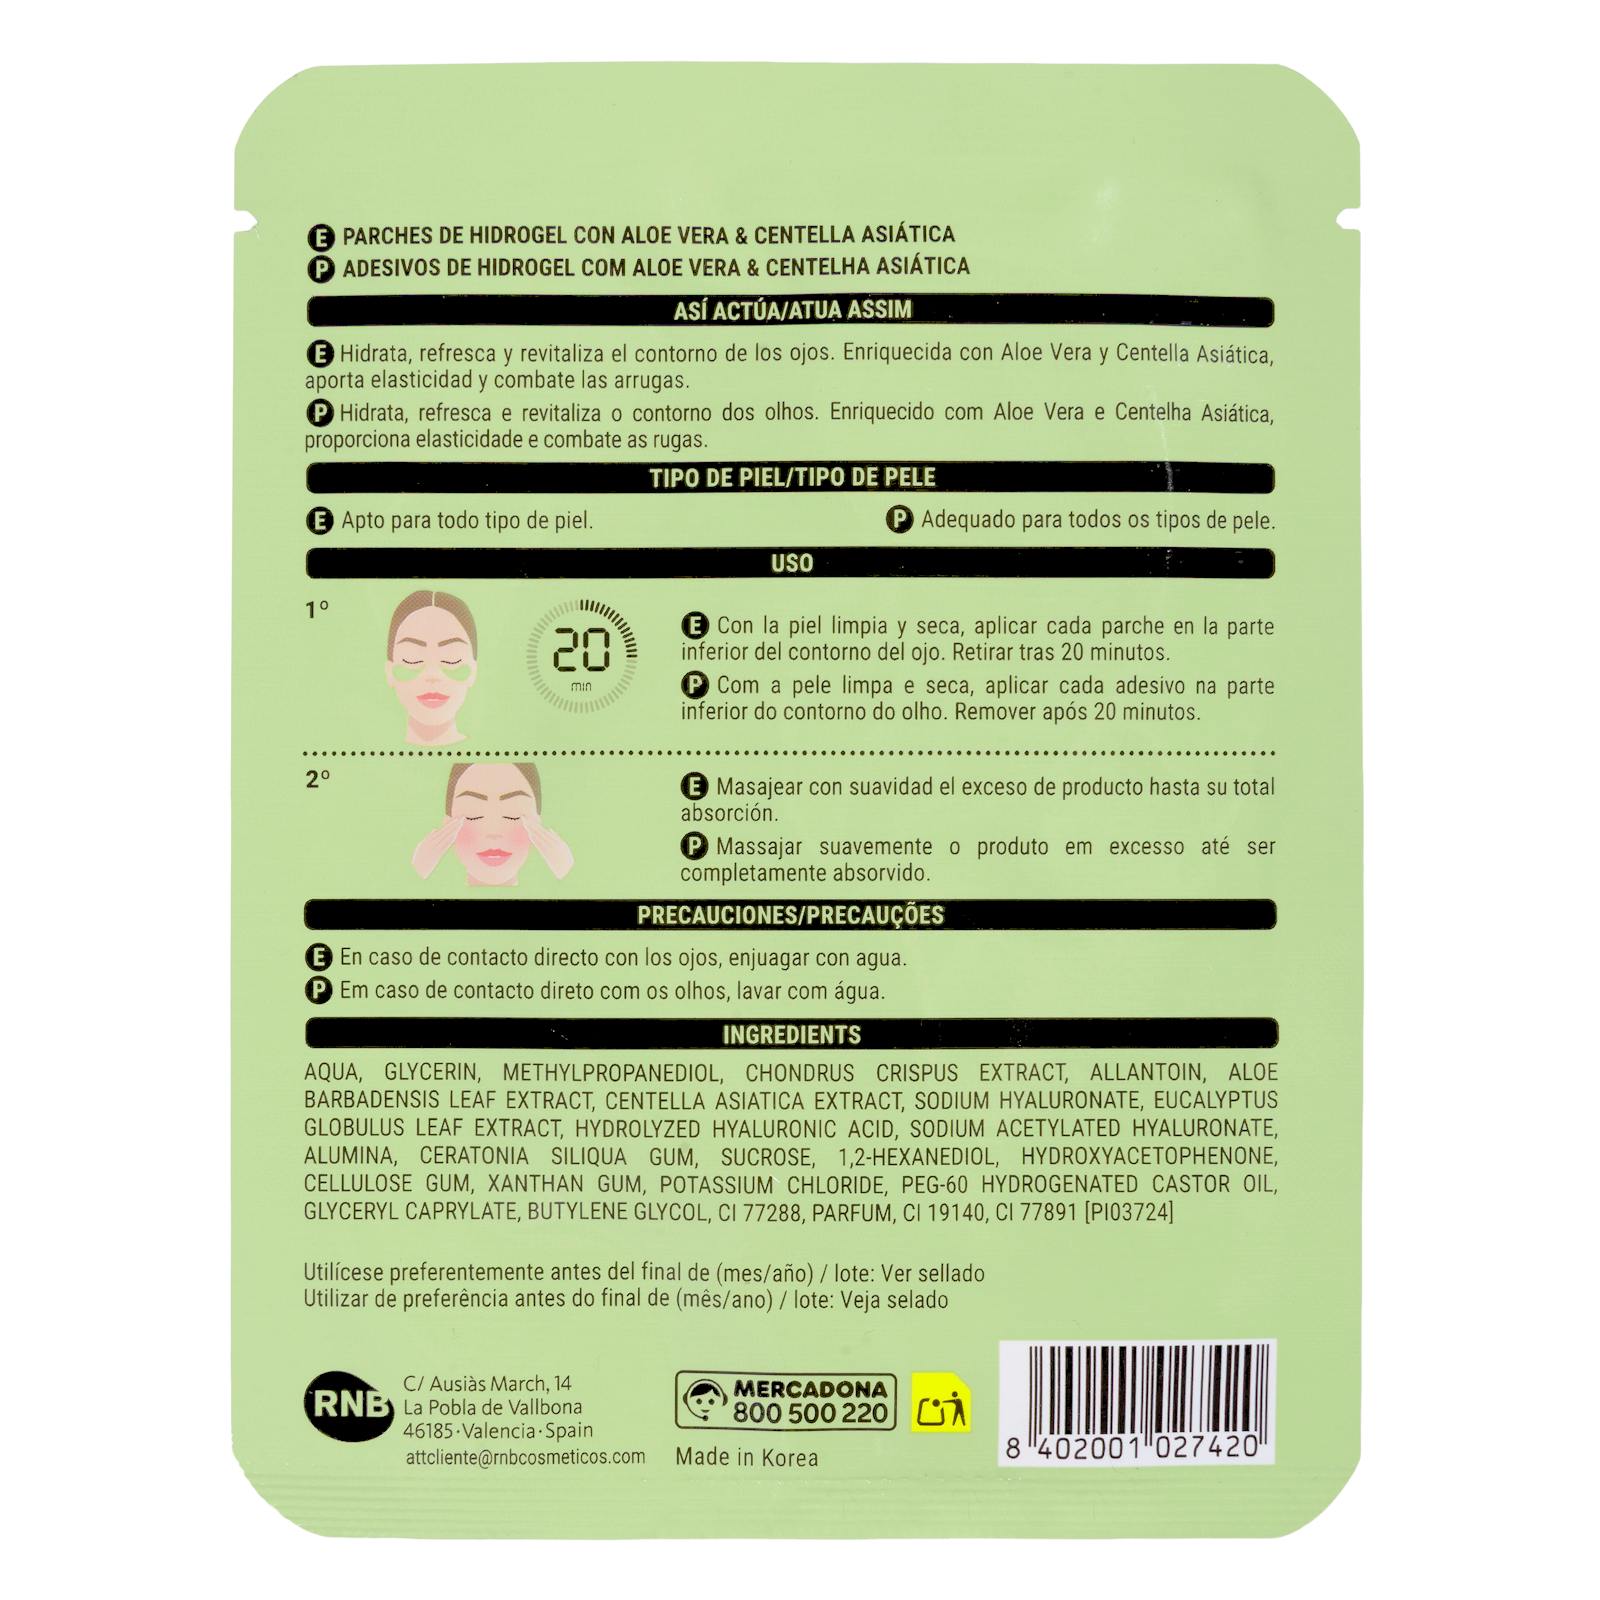 E PARCHES DE HIDROGEL CON ALOE VERA & CENTELLA ASIÁTICA
P ADESIVOS DE HIDROGEL COM ALOE VERA & CENTELHA ASIÁTICA
ASÍ ACTÚA/ATUA ASSIM
E Hidrata, refresca y revitaliza el contorno de los ojos. Enriquecida con Aloe Vera y Centella Asiática,
aporta elasticidad y combate las arrugas.
P Hidrata, refresca e revitaliza o contorno dos olhos. Enriquecido com Aloe Vera e Centelha Asiática,
proporciona elasticidade e combate as rugas.
TIPO DE PIEL/TIPO DE PELE
E Apto para todo tipo de piel.
P Adequado para todos os tipos de pele.
USO
1º
20
min
E Con la piel limpia y seca, aplicar cada parche en la parte
inferior del contorno del ojo. Retirar tras 20 minutos.
P Com a pele limpa e seca, aplicar cada adesivo na parte
inferior do contorno do olho. Remover após 20 minutos.
2º
E Masajear con suavidad el exceso de producto hasta su total
absorción.
P Massajar suavemente o produto em excesso até ser
completamente absorvido.
PRECAUCIONES/PRECAUÇÕES
E En caso de contacto directo con los ojos, enjuagar con agua.
P Em caso de contacto direto com os olhos, lavar com água.
INGREDIENTS
AQUA, GLYCERIN, METHYLPROPANEDIOL, CHONDRUS CRISPUS EXTRACT, ALLANTOIN, ALOE
BARBADENSIS LEAF EXTRACT, CENTELLA ASIATICA EXTRACT, SODIUM HYALURONATE, EUCALYPTUS
GLOBULUS LEAF EXTRACT, HYDROLYZED HYALURONIC ACID, SODIUM ACETYLATED HYALURONATE,
ALUMINA, CERATONIA SILIQUA GUM, SUCROSE, 1,2-HEXANEDIOL, HYDROXYACETOPHENONE,
CELLULOSE GUM, XANTHAN GUM, POTASSIUM CHLORIDE, PEG-60 HYDROGENATED CASTOR OIL,
GLYCERYL CAPRYLATE, BUTYLENE GLYCOL, CI 77288, PARFUM, CI 19140, CI 77891 [PI03724]
Utilícese preferentemente antes del final de (mes/año) / lote: Ver sellado
Utilizar de preferência antes do final de (mês/ano) / lote: Veja selado
RNB
C/ Ausiàs March, 14
La Pobla de Vallbona
46185·Valencia·Spain
attcliente@rnbcosmeticos.com
MERCADONA
800 500 220
Made in Korea
8 402001 027420